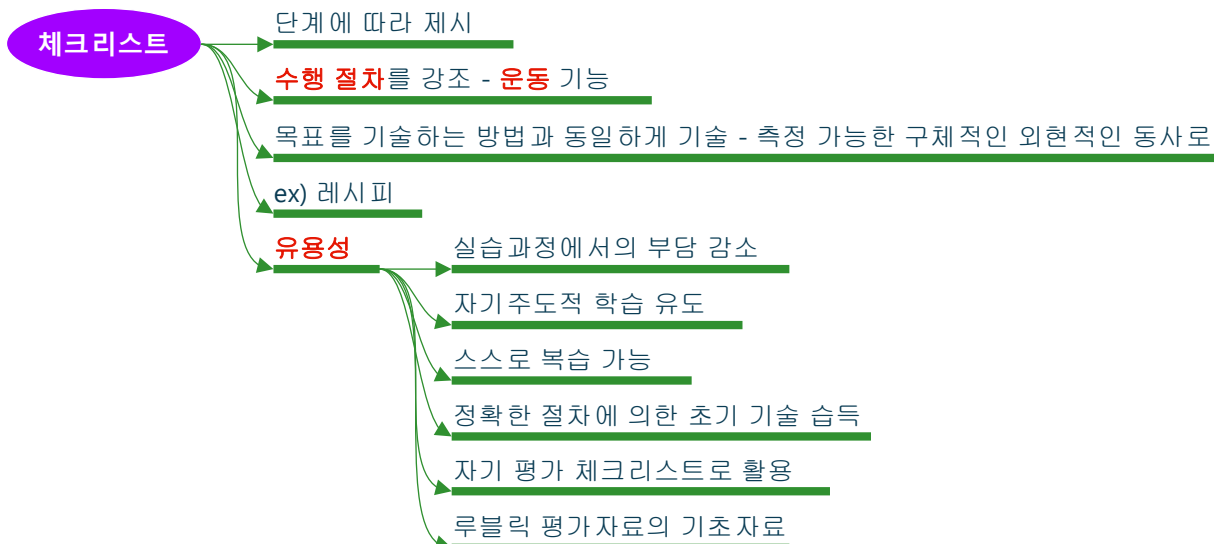 체크리스트
단계에 따라 제시
수행 절차를 강조 - 운동 기능
목표를 기술하는 방법과 동일하게 기술 - 측정 가능한 구체적인 외현적인 동사로
ex) 레시피
유용성
실습과정에서의 부담 감소
자기주도적 학습 유도
스스로 복습 가능
정확한 절차에 의한 초기 기술 습득
자기 평가 체크리스트로 활용
루블릭 평가자료의 기초자료